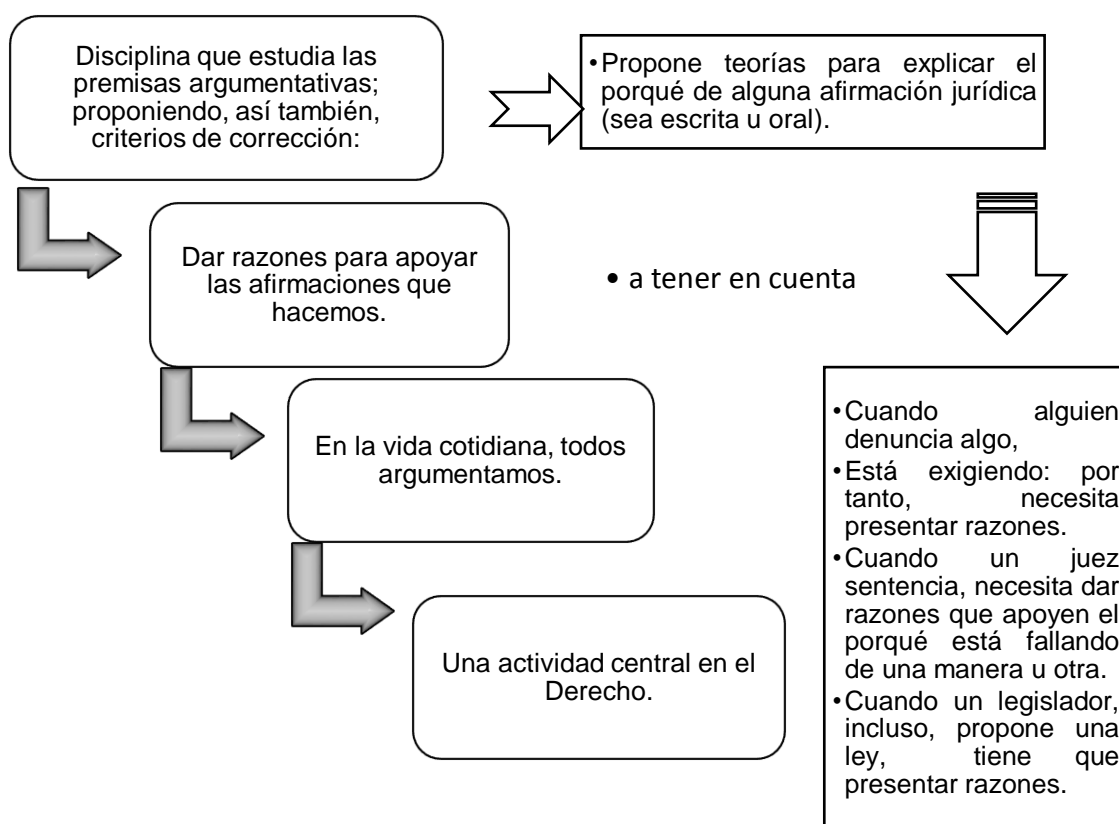 Disciplina que estudia las
premisas argumentativas;
proponiendo, así también,
criterios de corrección:
•Propone teorías para explicar el
porqué de alguna afirmación jurídica
(sea escrita u oral).
Dar razones para apoyar
las afirmaciones que
hacemos.
• a tener en cuenta
En la vida cotidiana, todos
argumentamos.
Una actividad central en el
Derecho.
•Cuando alguien
denuncia algo,
•Está exigiendo: por
tanto, necesita
presentar razones.
•Cuando un juez
sentencia, necesita dar
razones que apoyen el
porqué está fallando
de una manera u otra.
•Cuando un legislador,
incluso, propone una
ley, tiene que
presentar razones.